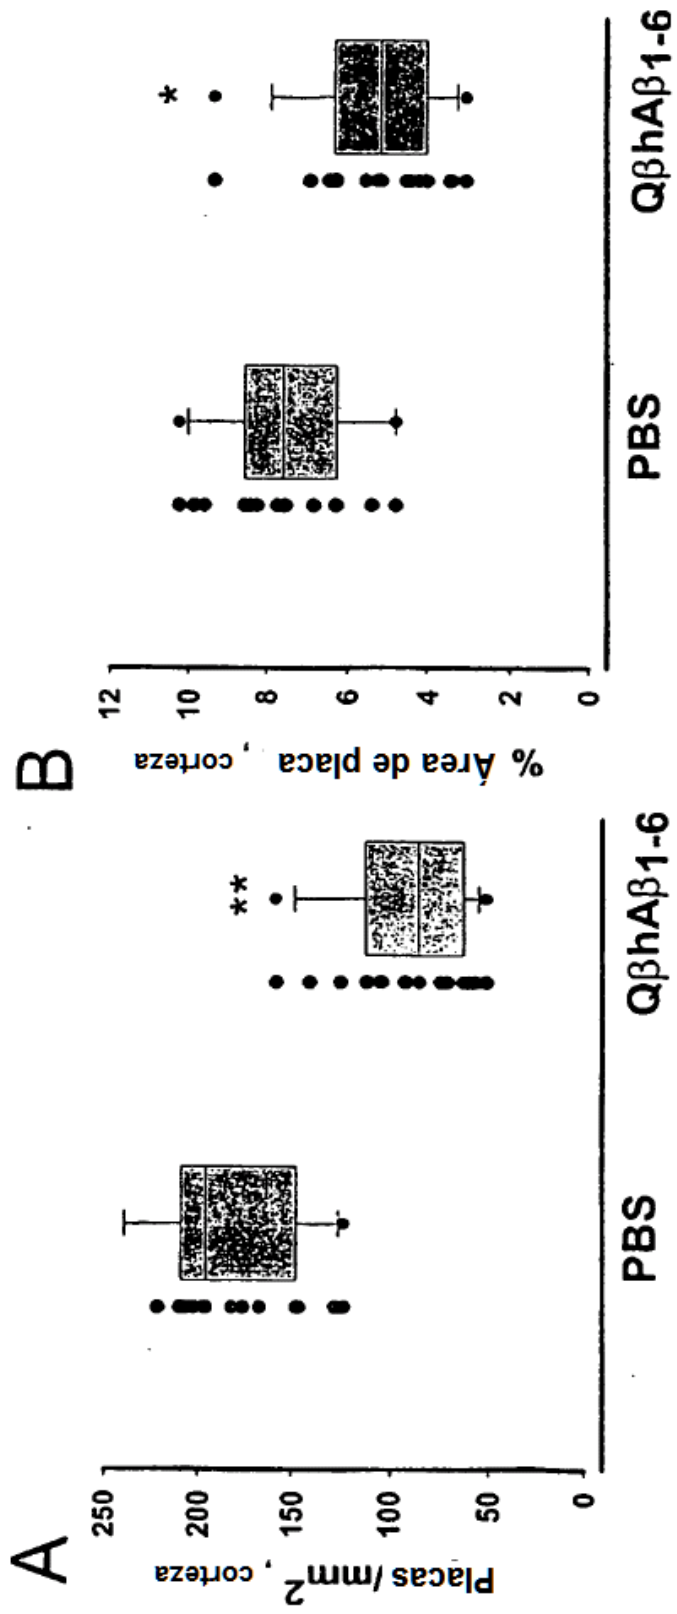 A
Placas/mm2, corteza
250
200
150
100
50
0
PBS
QβhAβ1-6
**
B
% Área de placa, corteza
12
10
8
6
4
2
0
PBS
QβhAβ1-6
*